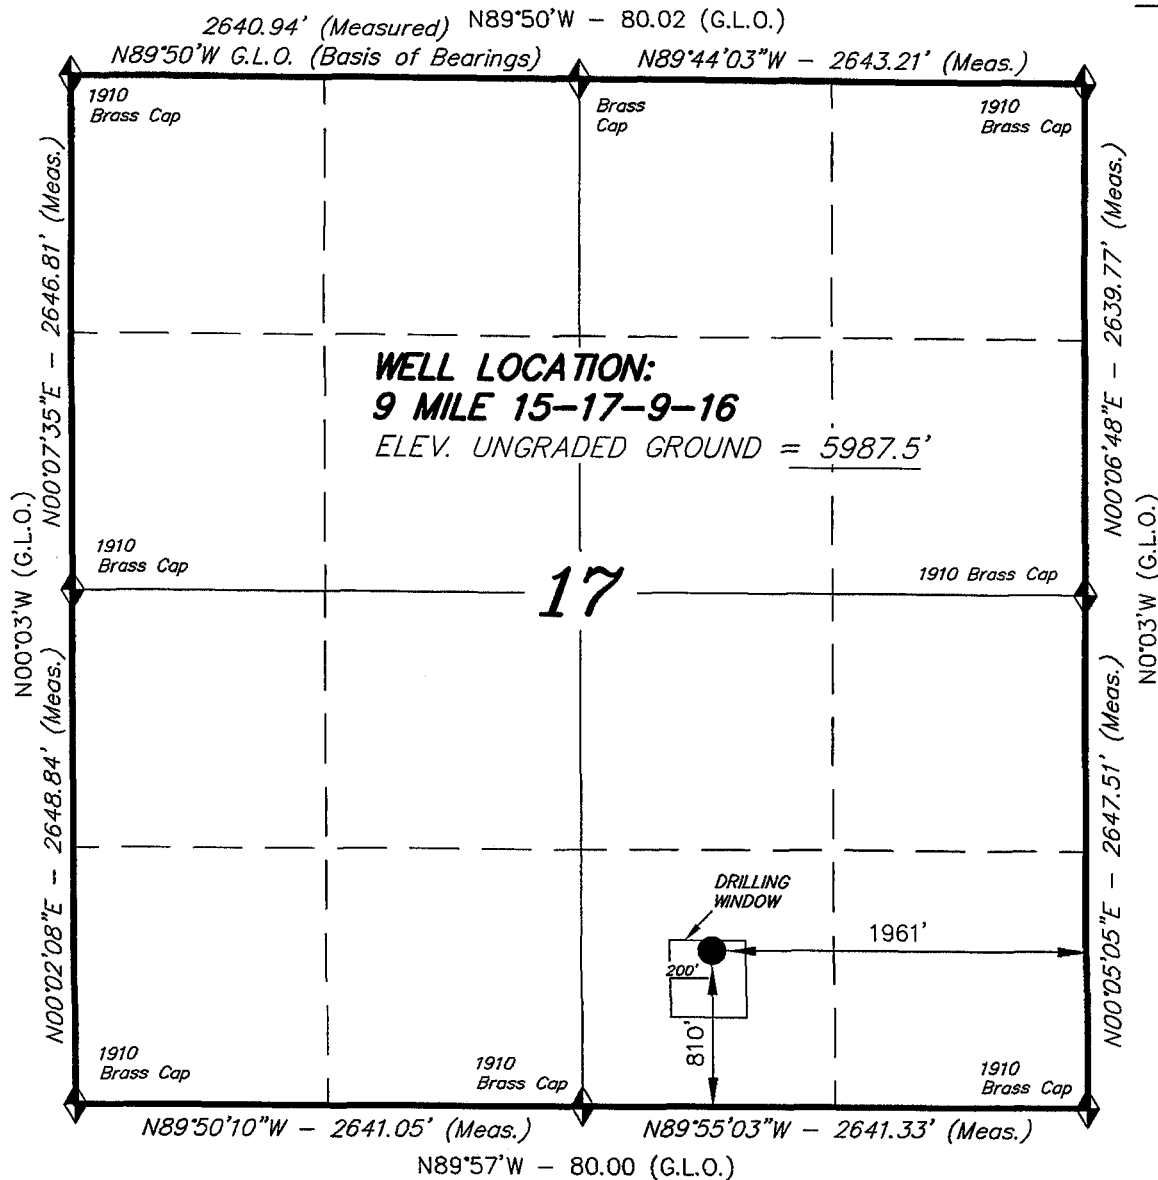 2640.94' (Measured) N89°50'W - 80.02 (G.L.O.)
N89°50'W G.L.O. (Basis of Bearings)
N89°44'03"W - 2643.21' (Meas.)
1910
Brass Cap
Brass
Cap
1910
Brass Cap
N00°07'35"E - 2646.81' (Meas.)
N00°06'48"E - 2639.77' (Meas.)
WELL LOCATION:
9 MILE 15-17-9-16
ELEV. UNGRADED GROUND = 5987.5'
N00°03'W (G.L.O.)
N0°03'W (G.L.O.)
1910
Brass Cap
17
1910 Brass Cap
N00°02'08"E - 2648.84' (Meas.)
N00°05'05"E - 2647.51' (Meas.)
DRILLING
WINDOW
1961'
200'
810'
1910
Brass Cap
1910
Brass Cap
1910
Brass Cap
N89°50'10"W - 2641.05' (Meas.)
N89°55'03"W - 2641.33' (Meas.)
N89°57'W - 80.00 (G.L.O.)